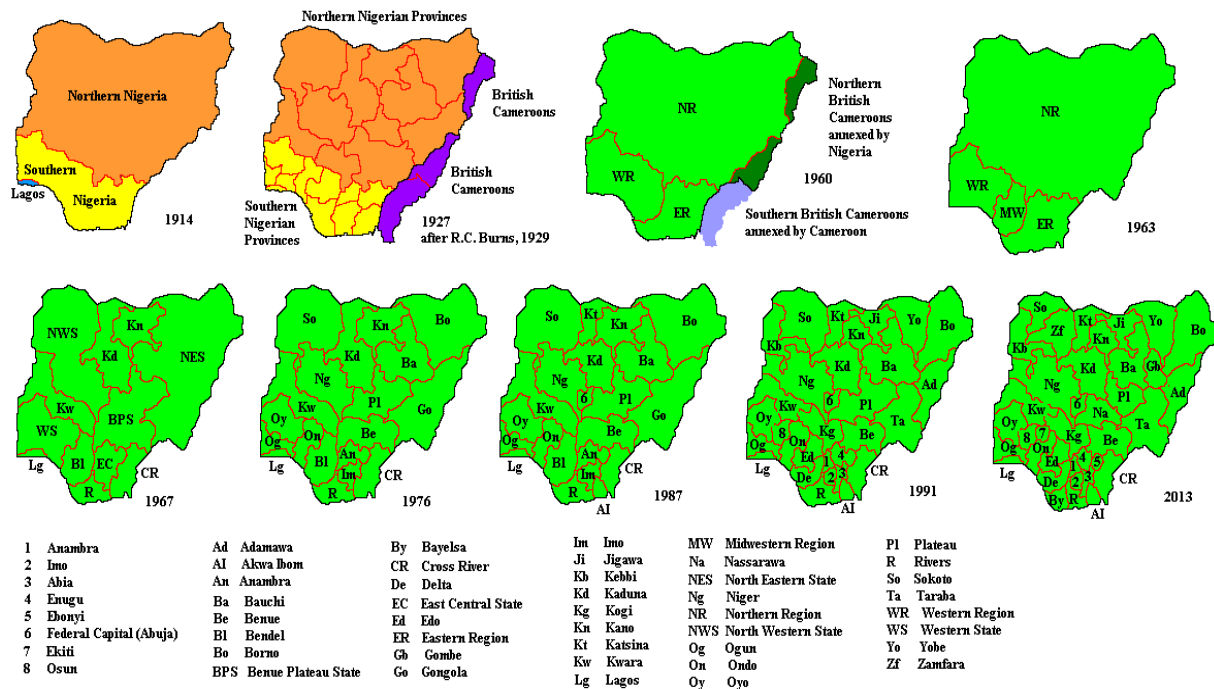 Northern Nigeria
Southern
Lagos
Nigeria
1914
Northern Nigerian Provinces
British
Cameroons
British
Cameroons
Southern
Nigerian
Provinces
1927
after R.C. Burns, 1929
NR
WR
ER
Northern
British
Cameroons
annexed by
Nigeria
1960
Southern British Cameroons
annexed by Cameroon
NR
WR
MW
ER
1963
NWS
Kn
NES
Kd
Kw
BPS
WS
Bl
EC
Lg
CR
R
1967
So
Kn
Bo
Kd
Ba
Ng
Pl
Kw
Go
Oy
On
Be
Og
An
Bl
Im
Lg
CR
R
1976
So
Kt
Kn
Bo
Kd
Ba
Ng
6
Pl
Kw
Go
Oy
On
Be
Og
An
Bl
Im
Lg
CR
R
AI
1987
So
Kt
Ji
Yo
Kn
Bo
Kb
Kd
Ba
Ng
Ad
6
Kw
Pl
Oy
Ta
8
On
Kg
Be
Og
Ed
1
4
Lg
De
2
3
CR
R
AI
1991
So
Zf
Kt
Ji
Yo
Kn
Bo
Kb
Kd
Ba
Gb
Ng
Ad
6
Pl
Kw
Na
Oy
Ta
8
7
Kg
Be
Og
On
4
Ed
1
5
Lg
De
2
3
CR
By
R
AI
2013
1 Anambra
2 Imo
3 Abia
4 Enugu
5 Ebonyi
6 Federal Capital (Abuja)
7 Ekiti
8 Osun
Ad Adamawa
AI Akwa Ibom
An Anambra
Ba Bauchi
Be Benue
Bl Bendel
Bo Borno
BPS Benue Plateau State
By Bayelsa
CR Cross River
De Delta
EC East Central State
Ed Edo
ER Eastern Region
Gb Gombe
Go Gongola
Im Imo
Ji Jigawa
Kb Kebbi
Kd Kaduna
Kg Kogi
Kn Kano
Kt Katsina
Kw Kwara
Lg Lagos
MW Midwestern Region
Na Nassarawa
NES North Eastern State
Ng Niger
NR Northern Region
NWS North Western State
Og Ogun
On Ondo
Oy Oyo
Pl Plateau
R Rivers
So Sokoto
Ta Taraba
WR Western Region
WS Western State
Yo Yobe
Zf Zamfara